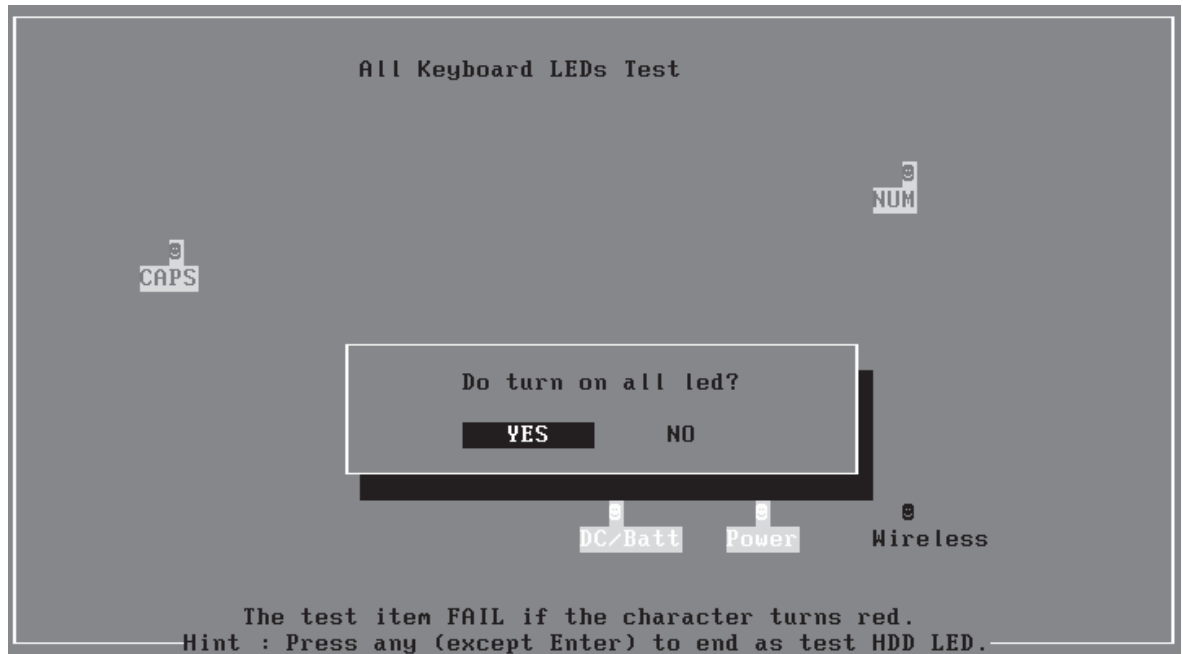 All Keyboard LEDs Test
NUM
CAPS
Do turn on all led?
YES NO
DC/Batt Power Wireless
The test item FAIL if the character turns red.
Hint : Press any (except Enter) to end as test HDD LED.